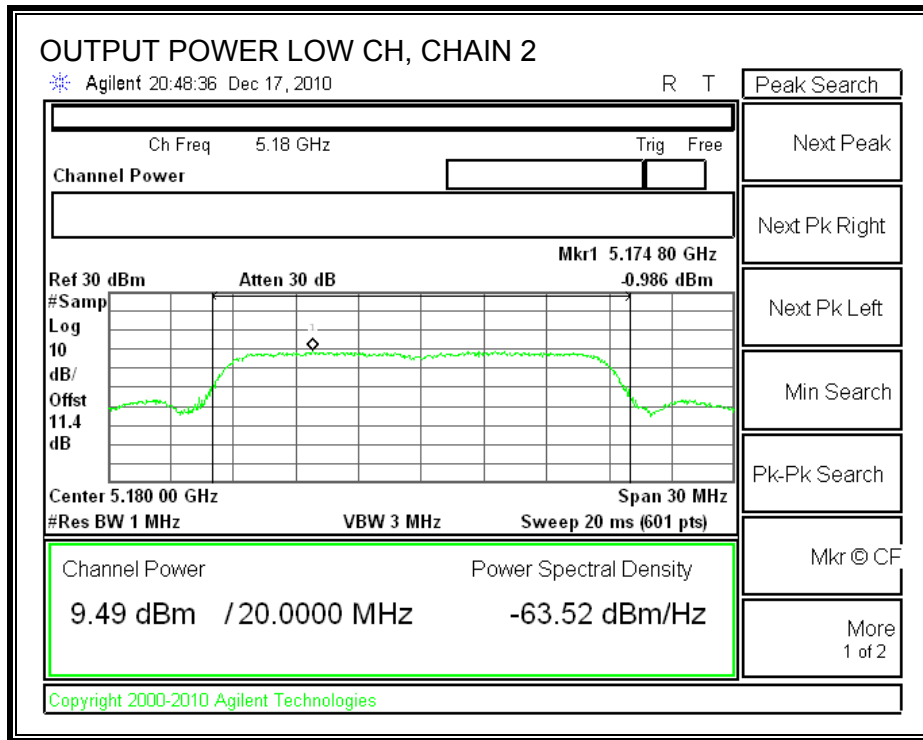 OUTPUT POWER LOW CH, CHAIN 2
Agilent 20:48:36 Dec 17, 2010 R T
Peak Search
Ch Freq 5.18 GHz Trig Free
Channel Power
Mkr1 5.174 80 GHz
Ref 30 dBm Atten 30 dB -0.986 dBm
#Samp
Log
10
dB/
Offst
11.4
dB
1
Center 5.180 00 GHz Span 30 MHz
#Res BW 1 MHz VBW 3 MHz Sweep 20 ms (601 pts)
Channel Power Power Spectral Density
9.49 dBm / 20.0000 MHz -63.52 dBm/Hz
Copyright 2000-2010 Agilent Technologies
Next Peak
Next Pk Right
Next Pk Left
Min Search
Pk-Pk Search
Mkr © CF
More
1 of 2